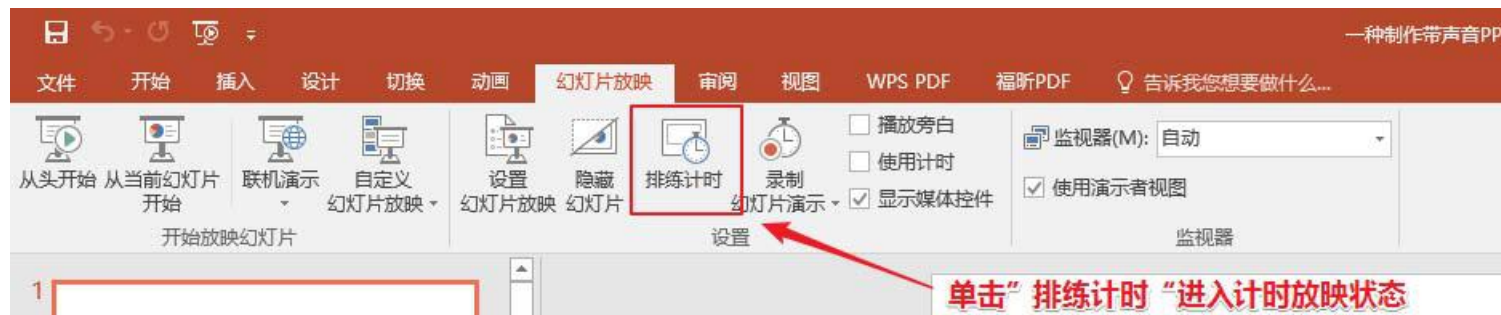 一种制作带声音PP
文件 开始 插入 设计 切换 动画 幻灯片放映 审阅 视图 WPS PDF 福昕PDF 告诉我您想要做什么...
从头开始 从当前幻灯片 开始 联机演示 自定义 幻灯片放映 设置 幻灯片放映 隐藏 幻灯片 排练计时 录制 幻灯片演示
播放旁白
使用计时
显示媒体控件
监视器(M): 自动
使用演示者视图
开始放映幻灯片 设置 监视器
1
单击”排练计时“进入计时放映状态